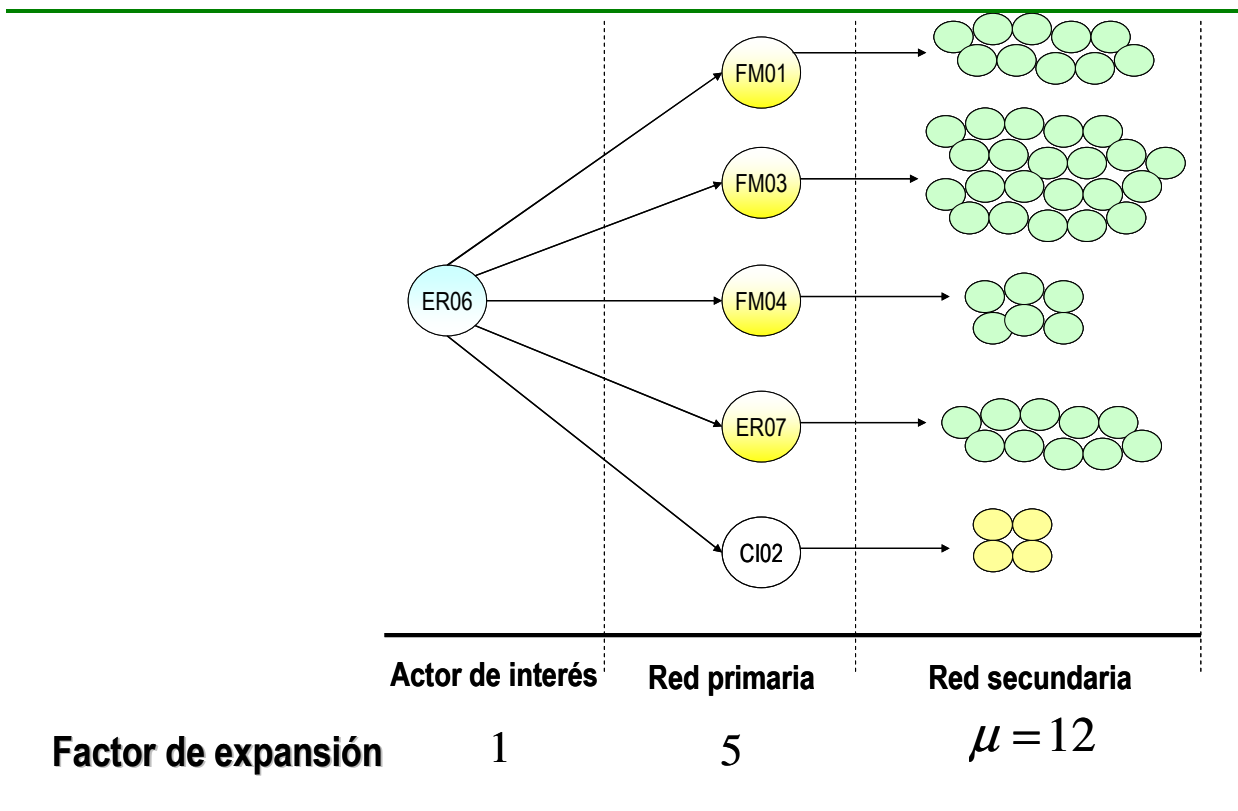 FM01
FM03
ER06
FM04
ER07
CI02
Actor de interés
Red primaria
Red secundaria
Factor de expansión
1
5
μ = 12